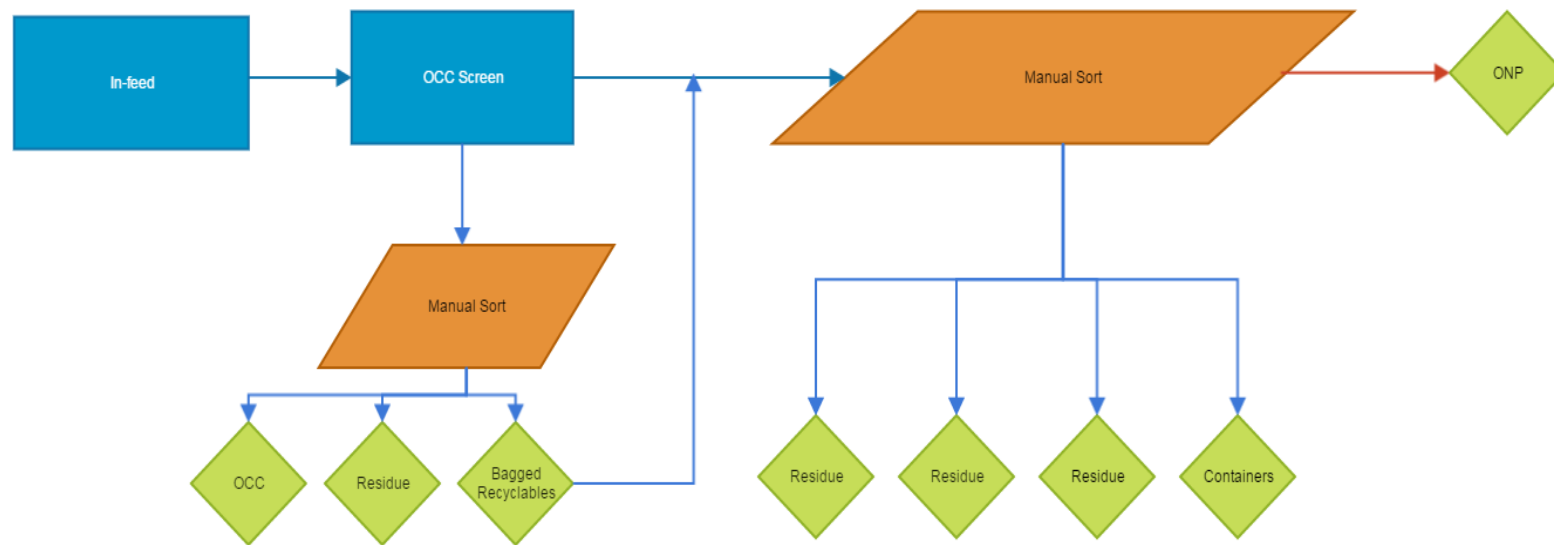 In-feed
OCC Screen
Manual Sort
ONP
Manual Sort
OCC
Residue
Bagged
Recyclables
Residue
Residue
Residue
Containers